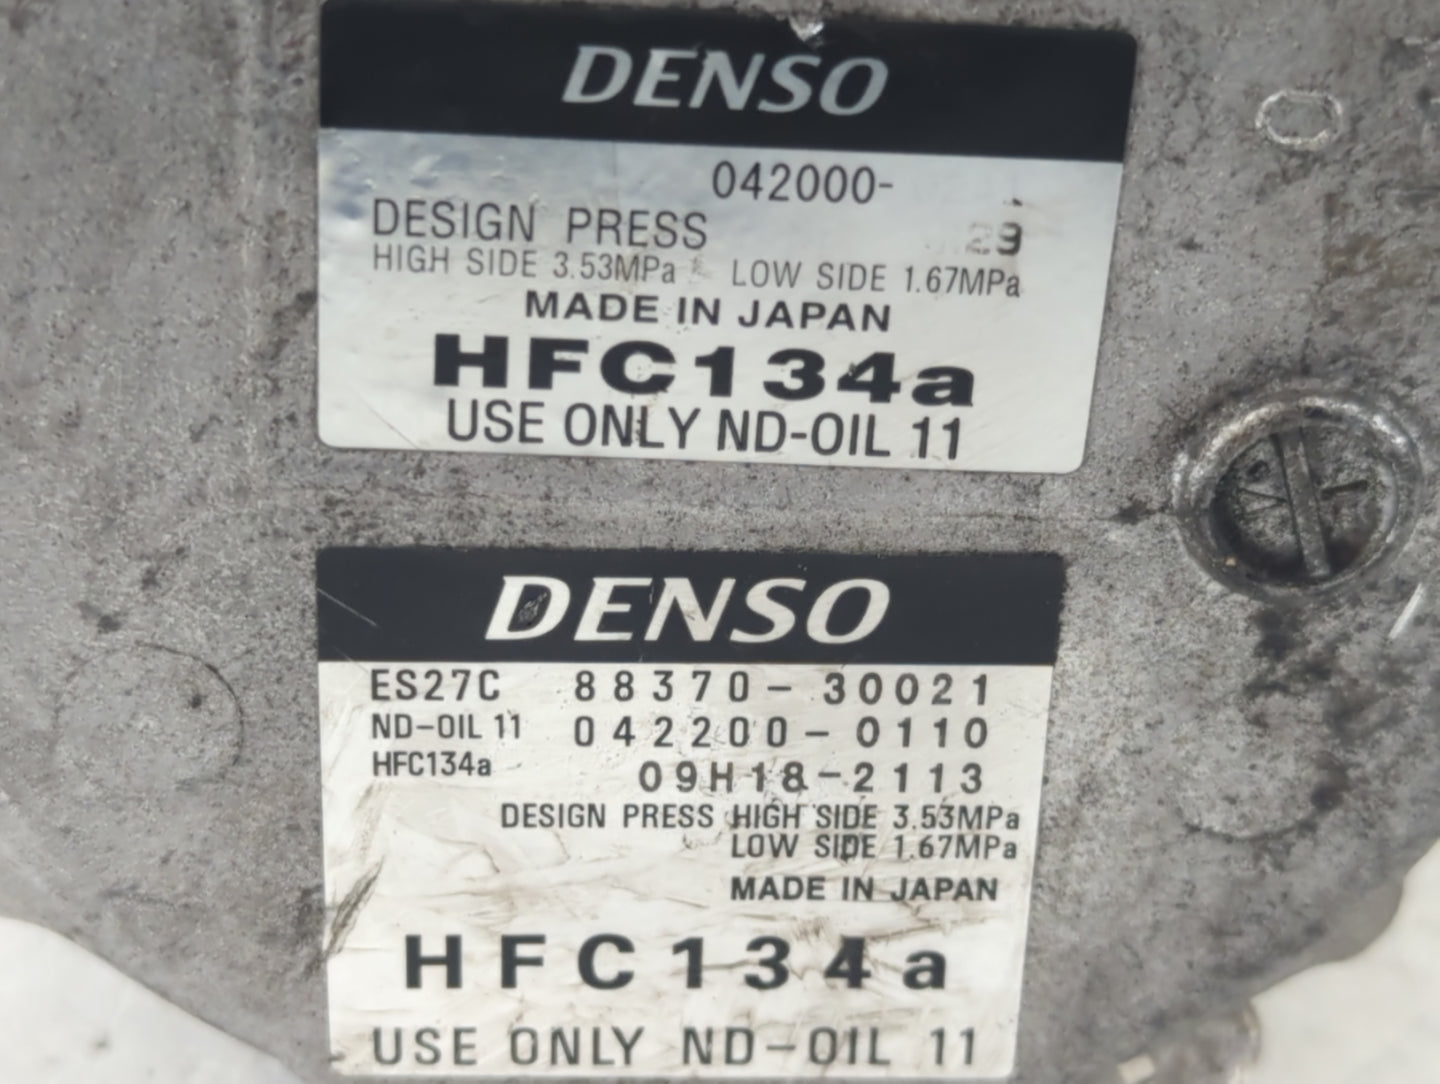 DENSO
042000-
DESIGN PRESS 29
HIGH SIDE 3.53MPa LOW SIDE 1.67MPa
MADE IN JAPAN
HFC134a
USE ONLY ND-OIL 11
DENSO
ES27C 88370-30021
ND-OIL 11 042200-0110
HFC134a 09H18-2113
DESIGN PRESS HIGH SIDE 3.53MPa
LOW SIDE 1.67MPa
MADE IN JAPAN
HFC134a
USE ONLY ND-OIL 11